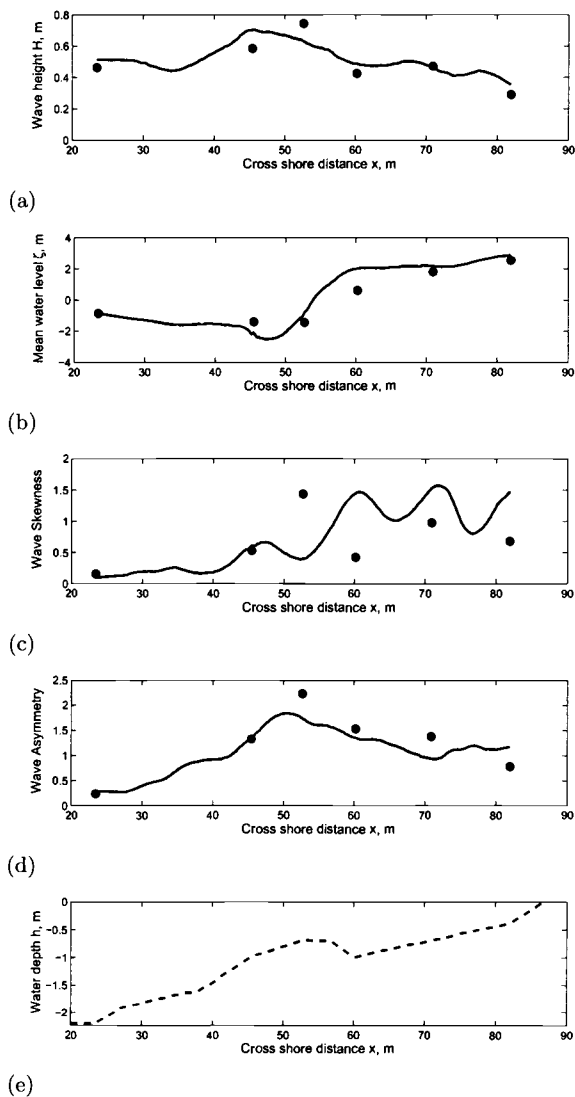 0.8
0.6
0.4
0.2
0
Wave height H, m
20 30 40 50 60 70 80 90
Cross shore distance x, m
(a)
4
2
0
−2
−4
Mean water level ζ, m
20 30 40 50 60 70 80 90
Cross shore distance x, m
(b)
2
1.5
1
0.5
0
Wave Skewness
20 30 40 50 60 70 80 90
Cross shore distance x, m
(c)
2.5
2
1.5
1
0.5
0
Wave Asymmetry
20 30 40 50 60 70 80 90
Cross shore distance x, m
(d)
0
−0.5
−1
−1.5
−2
Water depth h, m
20 30 40 50 60 70 80 90
Cross shore distance x, m
(e)